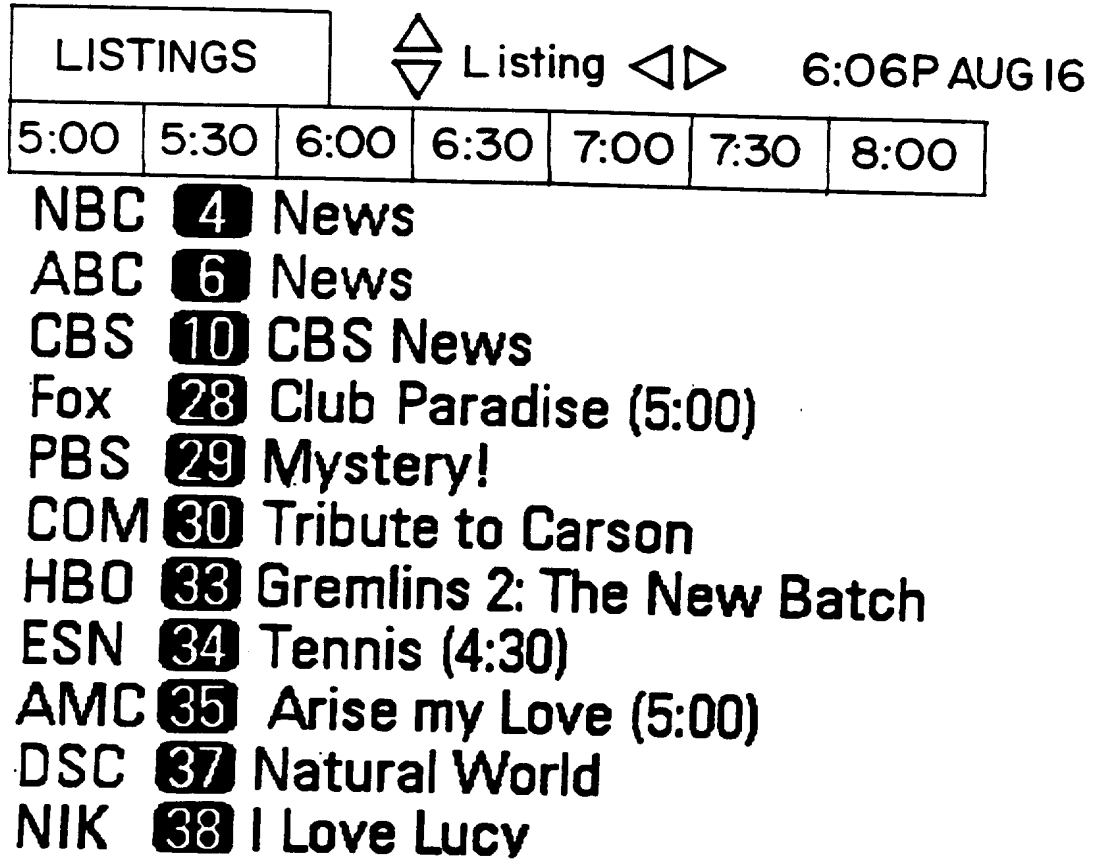 LISTINGS Listing 6:06P AUG 16
5:00 5:30 6:00 6:30 7:00 7:30 8:00
NBC 4 News
ABC 6 News
CBS 10 CBS News
Fox 28 Club Paradise (5:00)
PBS 29 Mystery!
COM 30 Tribute to Carson
HBO 33 Gremlins 2: The New Batch
ESN 34 Tennis (4:30)
AMC 35 Arise my Love (5:00)
DSC 37 Natural World
NIK 38 I Love Lucy